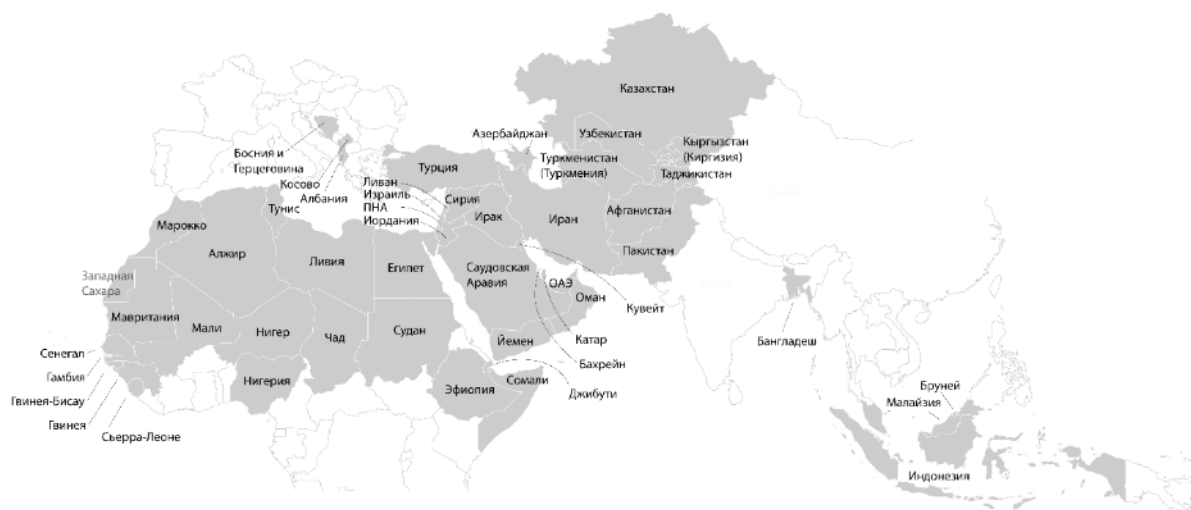 Казахстан
Азербайджан
Узбекистан
Кыргызстан
(Киргизия)
Босния и
Герцеговина
Туркменистан
(Туркмения)
Турция
Таджикистан
Косово
Албания
Ливан
Израиль
ПНА
Иордания
Сирия
Тунис
Ирак
Иран
Афганистан
Марокко
Алжир
Ливия
Египет
Пакистан
Западная
Сахара
Саудовская
Аравия
ОАЭ
Оман
Кувейт
Мавритания
Мали
Нигер
Чад
Судан
Йемен
Катар
Бангладеш
Сенегал
Бахрейн
Гамбия
Нигерия
Эфиопия
Сомали
Джибути
Бруней
Малайзия
Гвинея-Бисау
Гвинея
Сьерра-Леоне
Индонезия